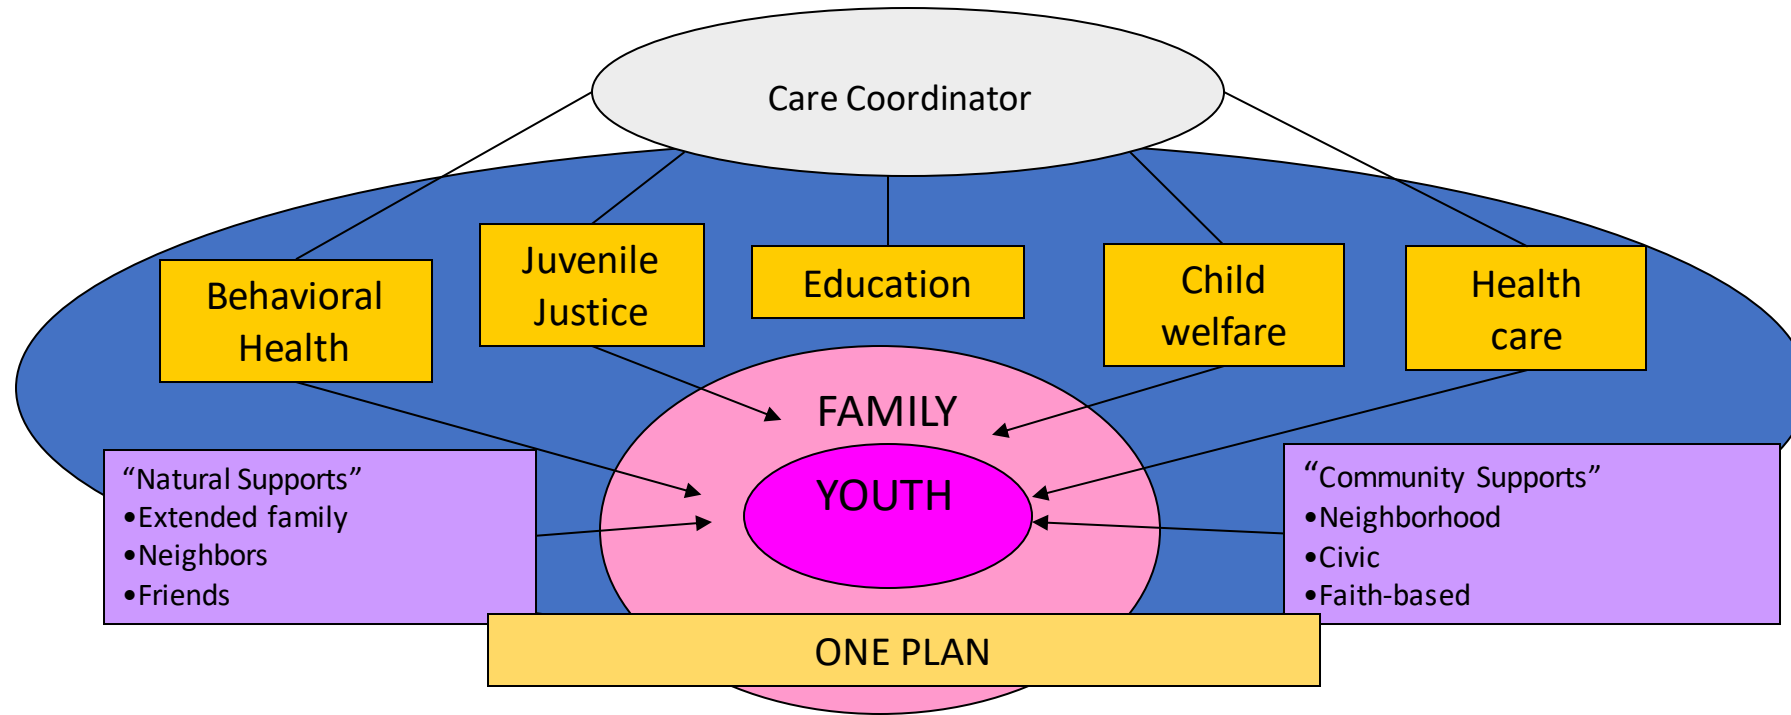 Care Coordinator
Behavioral
Health
Juvenile
Justice
Education
Child
welfare
Health
care
FAMILY
YOUTH
“Natural Supports”
•Extended family
•Neighbors
•Friends
“Community Supports”
•Neighborhood
•Civic
•Faith-based
ONE PLAN